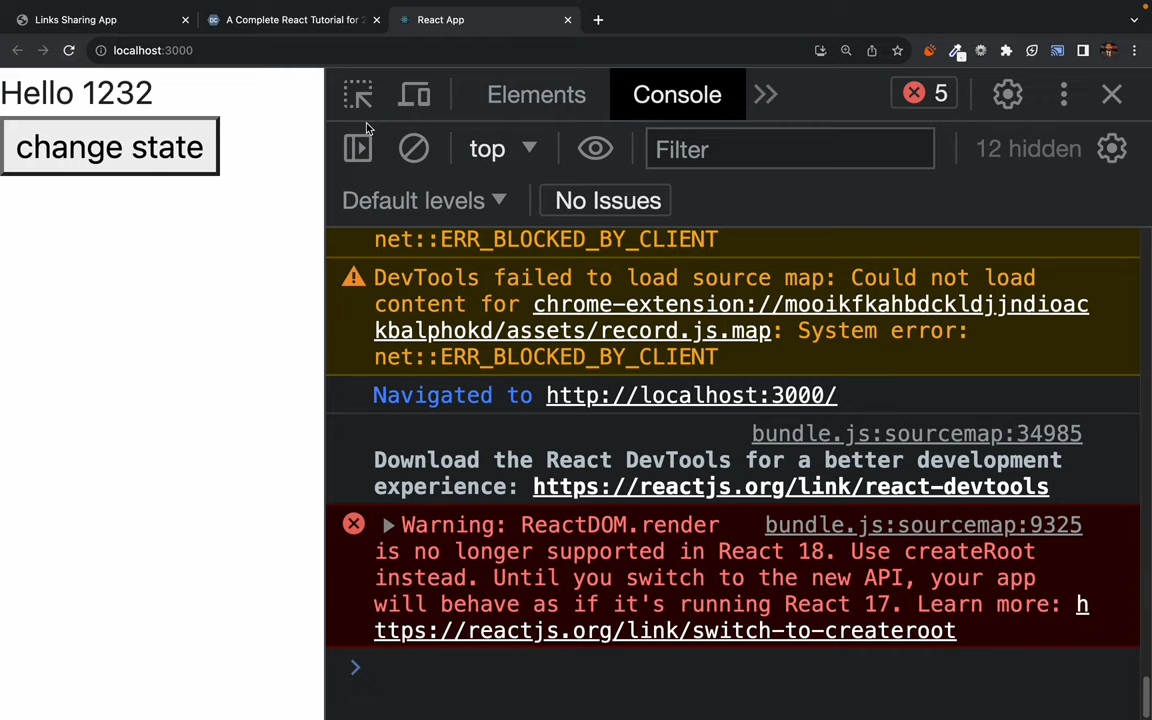 Links Sharing App
A Complete React Tutorial for 2
React App
localhost:3000
Hello 1232
change state
Elements
Console
5
top
Filter
12 hidden
Default levels
No Issues
net::ERR_BLOCKED_BY_CLIENT
DevTools failed to load source map: Could not load
content for chrome-extension://mooikfkahbdckldjjndioac
kbalphokd/assets/record.js.map: System error:
net::ERR_BLOCKED_BY_CLIENT
Navigated to http://localhost:3000/
bundle.js:sourcemap:34985
Download the React DevTools for a better development
experience: https://reactjs.org/link/react-devtools
Warning: ReactDOM.render bundle.js:sourcemap:9325
is no longer supported in React 18. Use createRoot
instead. Until you switch to the new API, your app
will behave as if it's running React 17. Learn more: h
ttps://reactjs.org/link/switch-to-createroot